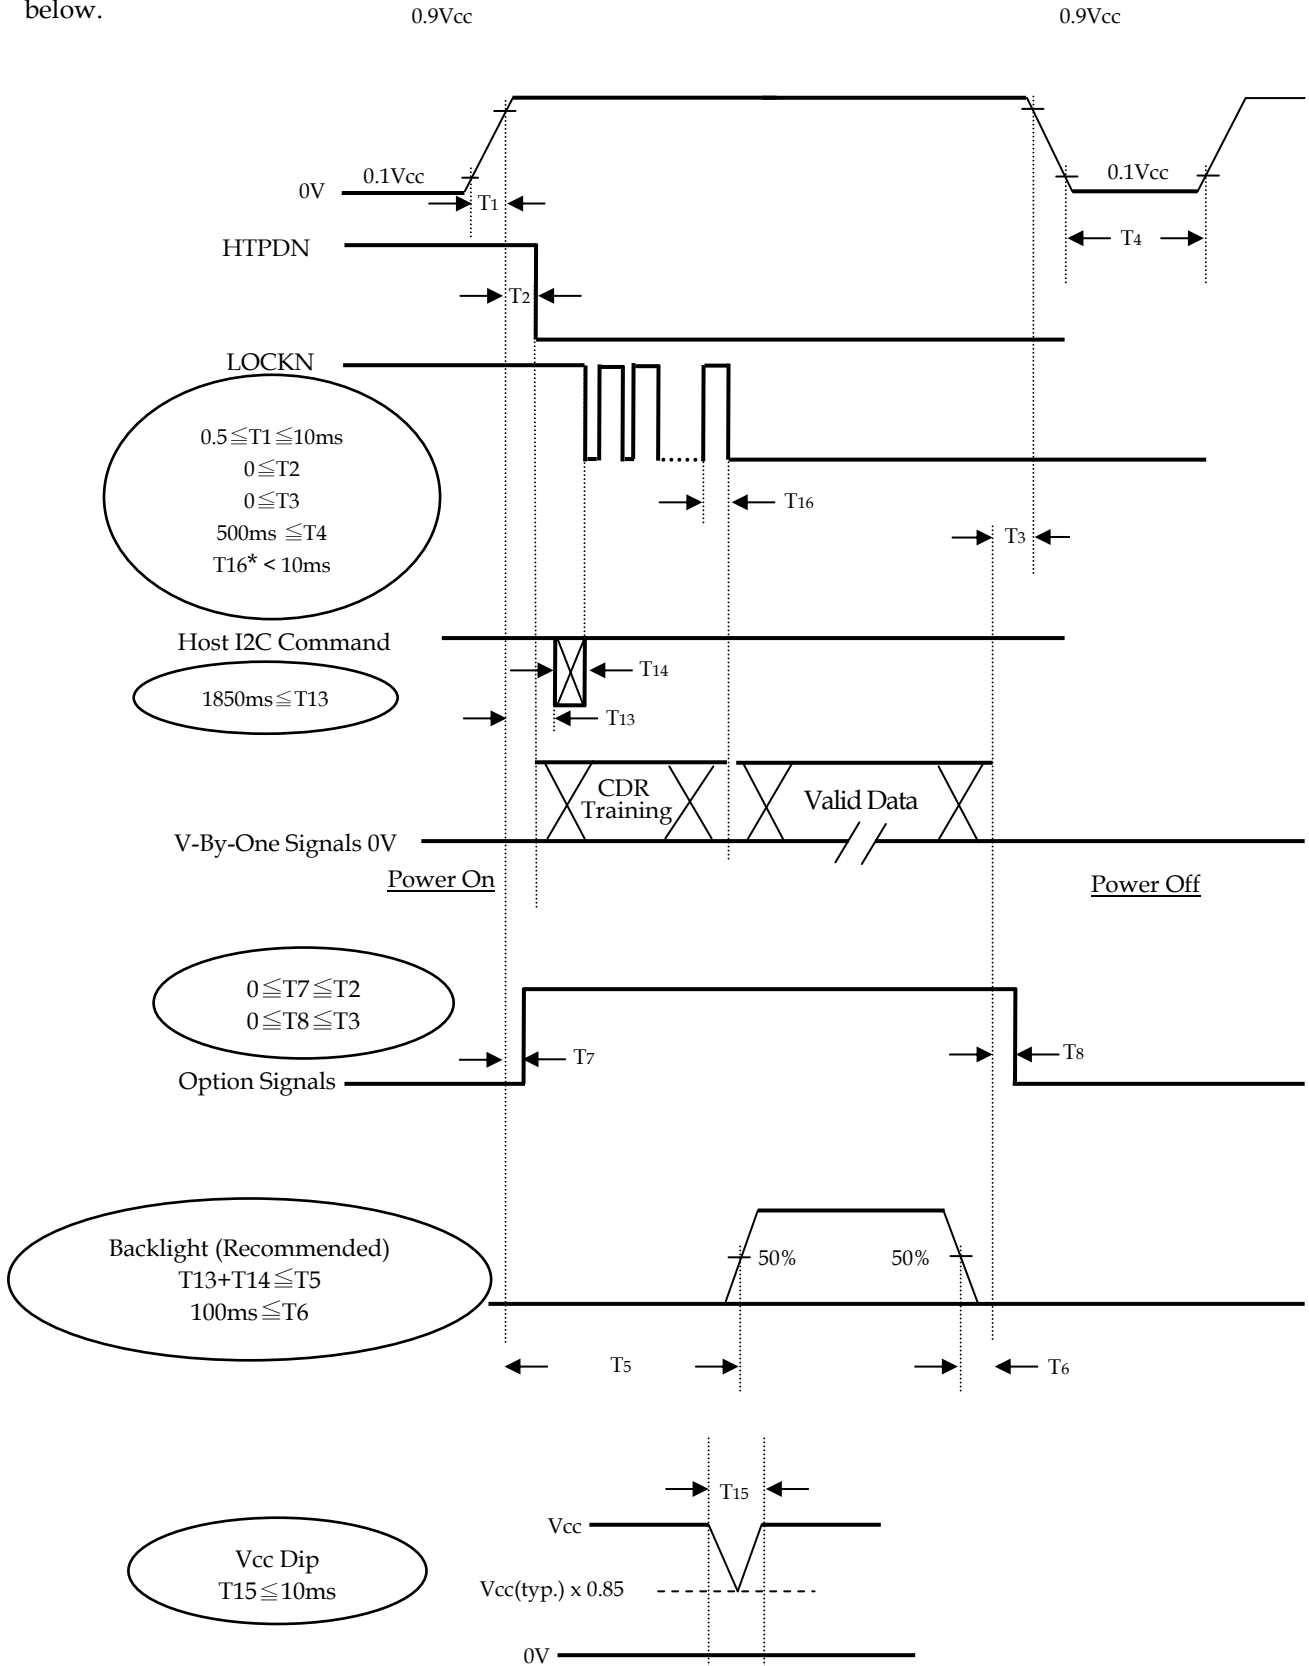 below.
0.9Vcc
0.9Vcc
0.1Vcc
0.1Vcc
0V
T1
T4
HTPDN
T2
LOCKN
0.5≦T1≦10ms
0≦T2
0≦T3
500ms ≦T4
T16* < 10ms
T16
T3
Host I2C Command
T14
1850ms≦T13
T13
CDR
Training
Valid Data
V-By-One Signals 0V
Power On
Power Off
0≦T7≦T2
0≦T8≦T3
T7
T8
Option Signals
Backlight (Recommended)
T13+T14≦T5
100ms≦T6
50%
50%
T5
T6
T15
Vcc
Vcc Dip
T15≦10ms
Vcc(typ.) x 0.85
0V